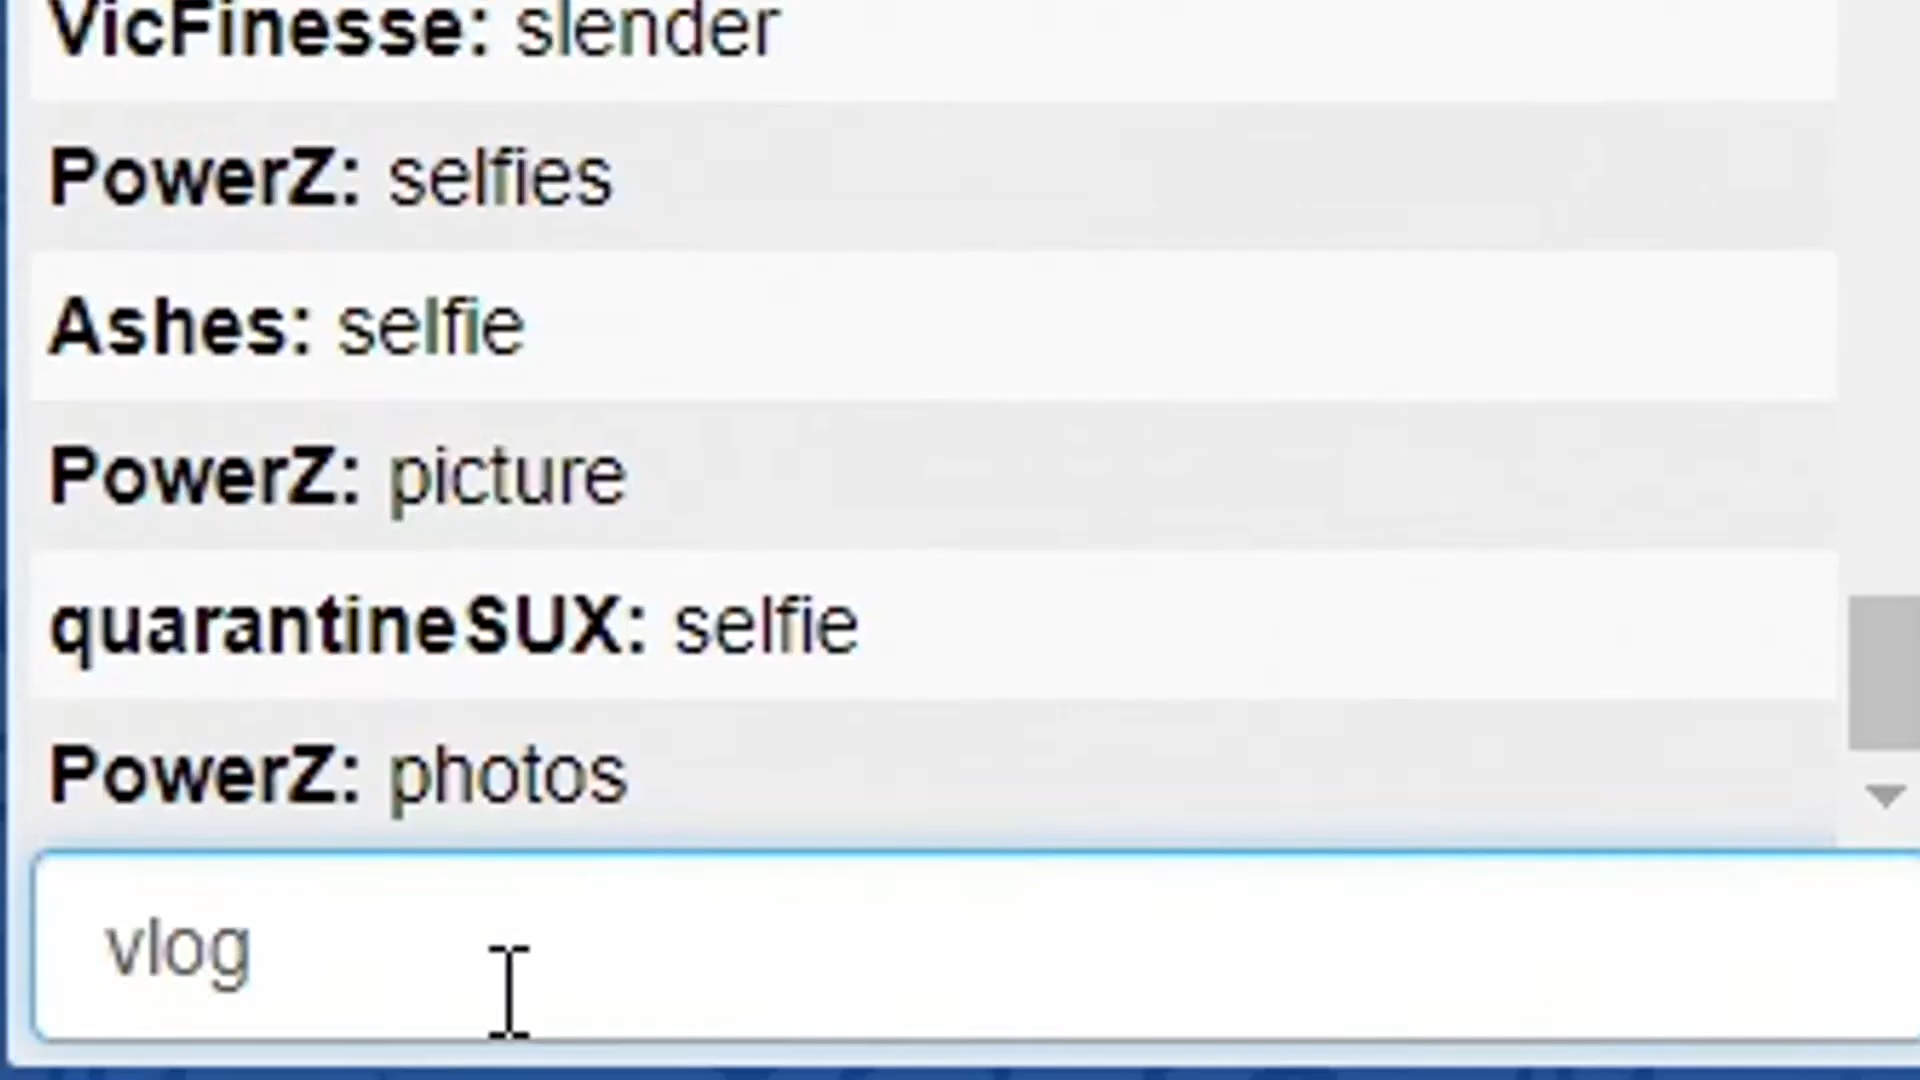 VicFinesse: slender
PowerZ: selfies
Ashes: selfie
PowerZ: picture
quarantineSUX: selfie
PowerZ: photos
vlog